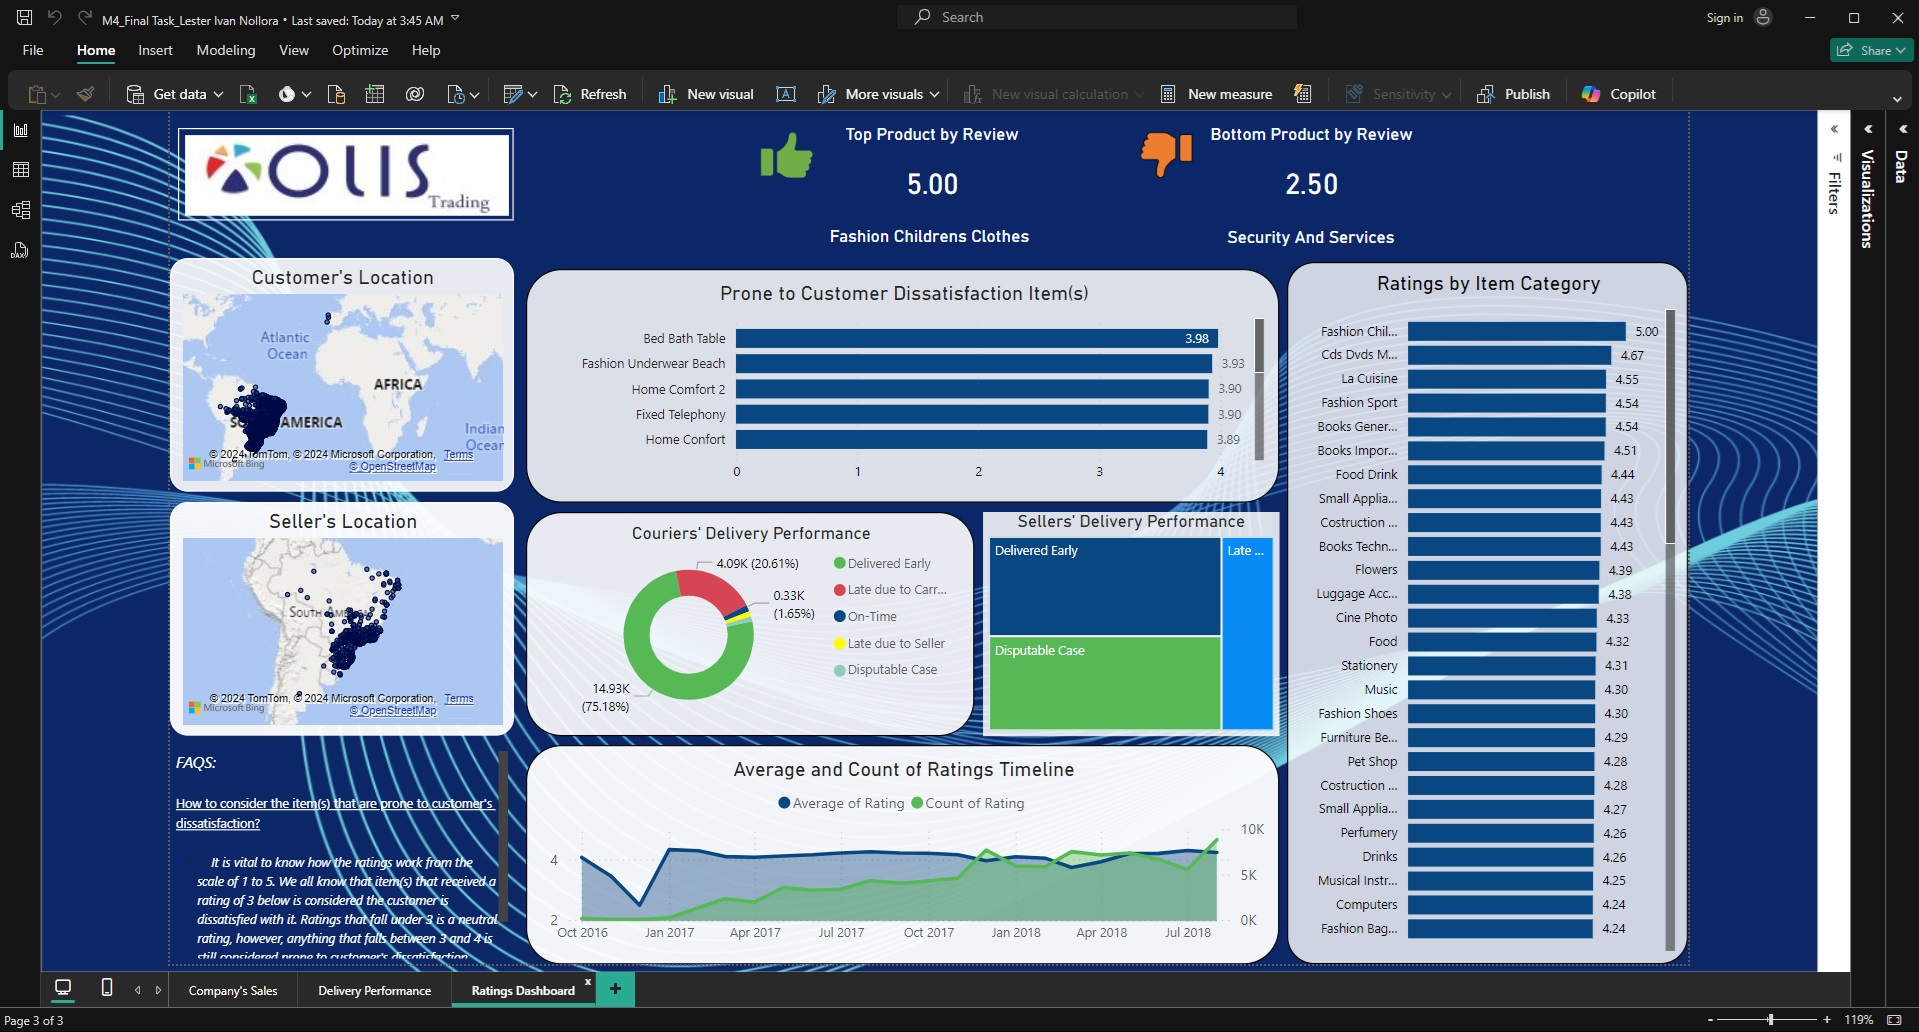 M4_Final Task_Lester Ivan Nollora • Last saved: Today at 3:45 AM
Search
Sign in
File
Home
Insert
Modeling
View
Optimize
Help
Share
Get data
Refresh
New visual
More visuals
New visual calculation
New measure
Sensitivity
Publish
Copilot
OLIS
Trading
Top Product by Review
5.00
Fashion Childrens Clothes
Bottom Product by Review
2.50
Security And Services
Filters
Visualizations
Data
DAX
Customer's Location
Atlantic
Ocean
AFRICA
AMERICA
Indian
Ocean
© 2024 TomTom, © 2024 Microsoft Corporation, Terms
Microsoft Bing
© OpenStreetMap
Prone to Customer Dissatisfaction Item(s)
Bed Bath Table 3.98
Fashion Underwear Beach 3.93
Home Comfort 2 3.90
Fixed Telephony 3.90
Home Confort 3.89
0 1 2 3 4
Ratings by Item Category
Fashion Chil... 5.00
Cds Dvds M... 4.67
La Cuisine 4.55
Fashion Sport 4.54
Books Gener... 4.54
Books Impor... 4.51
Food Drink 4.44
Small Applia... 4.43
Costruction ... 4.43
Books Techn... 4.43
Flowers 4.39
Luggage Acc... 4.38
Cine Photo 4.33
Food 4.32
Stationery 4.31
Music 4.30
Fashion Shoes 4.30
Furniture Be... 4.29
Pet Shop 4.28
Costruction ... 4.28
Small Applia... 4.27
Perfumery 4.26
Drinks 4.26
Musical Instr... 4.25
Computers 4.24
Fashion Bag... 4.24
Seller's Location
SOUTH
© 2024 TomTom, © 2024 Microsoft Corporation, Terms
Microsoft Bing
© OpenStreetMap
Couriers' Delivery Performance
4.09K (20.61%)
0.33K
(1.65%)
14.93K
(75.18%)
Delivered Early
Late due to Carr...
On-Time
Late due to Seller
Disputable Case
Sellers' Delivery Performance
Delivered Early
Late ...
Disputable Case
FAQS:
How to consider the item(s) that are prone to customer's
dissatisfaction?
It is vital to know how the ratings work from the
scale of 1 to 5. We all know that item(s) that received a
rating of 3 below is considered the customer is
dissatisfied with it. Ratings that fall under 3 is a neutral
rating, however, anything that falls between 3 and 4 is
still considered prone to customer's dissatisfaction
Average and Count of Ratings Timeline
Average of Rating Count of Rating
10K
4
5K
2
0K
Oct 2016 Jan 2017 Apr 2017 Jul 2017 Oct 2017 Jan 2018 Apr 2018 Jul 2018
Company's Sales
Delivery Performance
Ratings Dashboard
Page 3 of 3
119%